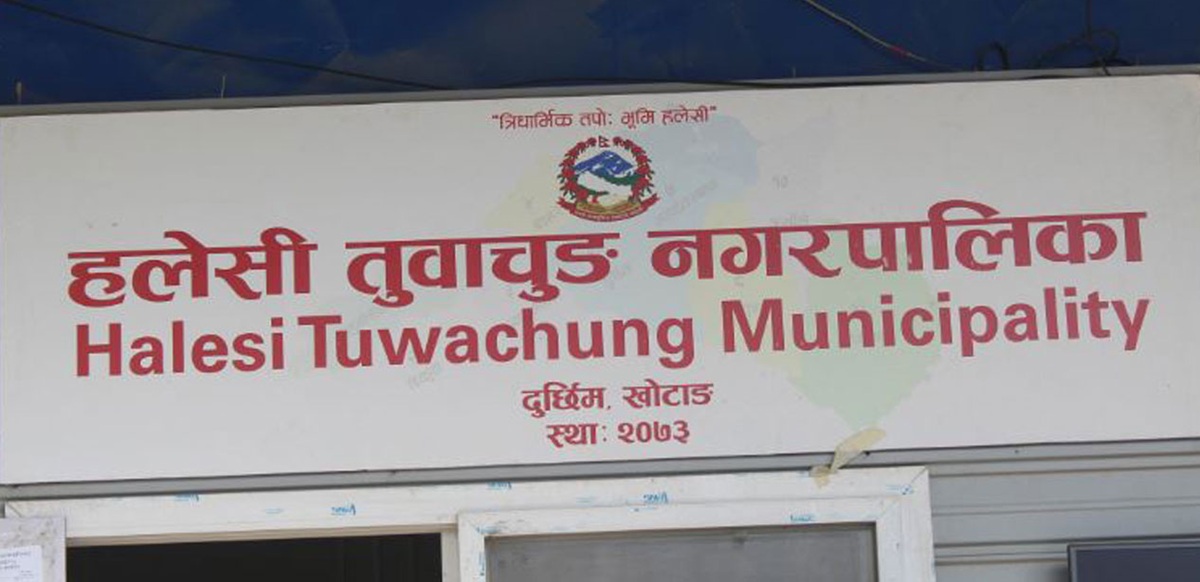 "त्रिधार्मिक तपो: भूमि हलेसी"
हलेसी तुवाचुङ नगरपालिका
Halesi Tuwachung Municipality
दुर्छिम, खोटाङ
स्था: २०७३